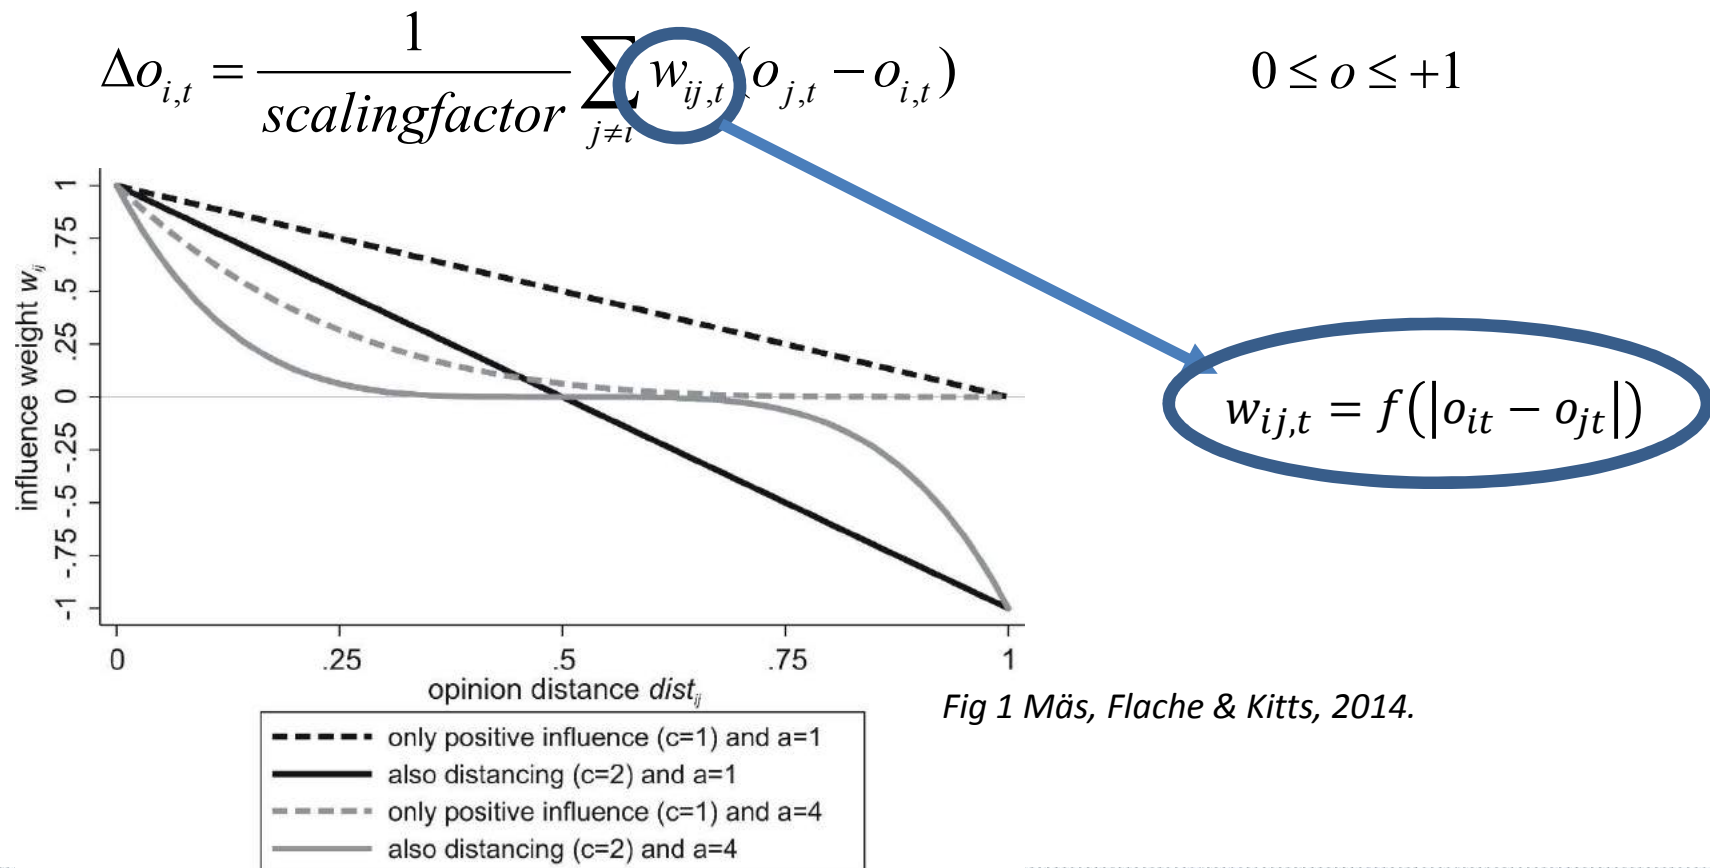 Δo_{i,t} = \frac{1}{scalingfactor} \sum_{j≠i} w_{ij,t}(o_{j,t} − o_{i,t})
0 ≤ o ≤ +1
influence weight w_{ij}
1
.75
.5
.25
0
-.25
-.5
-.75
-1
w_{ij,t} = f(|o_{it} − o_{jt}|)
0 .25 .5 .75 1
opinion distance dist_{ij}
Fig 1 Mäs, Flache & Kitts, 2014.
only positive influence (c=1) and a=1
also distancing (c=2) and a=1
only positive influence (c=1) and a=4
also distancing (c=2) and a=4